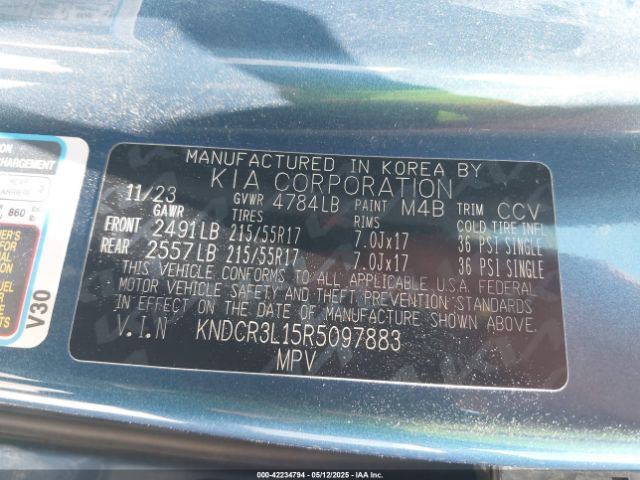 MANUFACTURED IN KOREA BY
KIA CORPORATION
11/23 GVWR 4784LB PAINT M4B TRIM CCV
GAWR TIRES RIMS COLD TIRE INFL
FRONT 2491LB 215/55R17 7.0Jx17 36 PSI SINGLE
REAR 2557LB 215/55R17 7.0Jx17 36 PSI SINGLE
THIS VEHICLE CONFORMS TO ALL APPLICABLE U.S.A. FEDERAL
MOTOR VEHICLE SAFETY AND THEFT PREVENTION STANDARDS
IN EFFECT ON THE DATE OF MANUFACTURE SHOWN ABOVE.
V.I.N KNDCR3L15R5097883
MPV
860
V30
000-42234794 - 05/12/2025 - IAAI.com